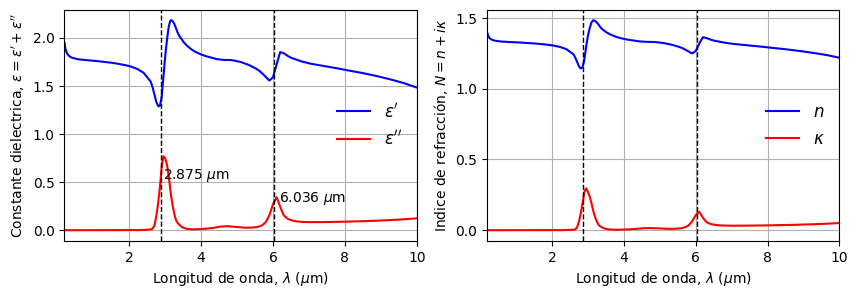 Constante dielectrica, ε = ε′ + ε′′
2.0
1.5
1.0
0.5
0.0
ε′
ε′′
2.875 μm
6.036 μm
2 4 6 8 10
Longitud de onda, λ (μm)
Indice de refracción, N = n + iκ
1.5
1.0
0.5
0.0
n
κ
2 4 6 8 10
Longitud de onda, λ (μm)